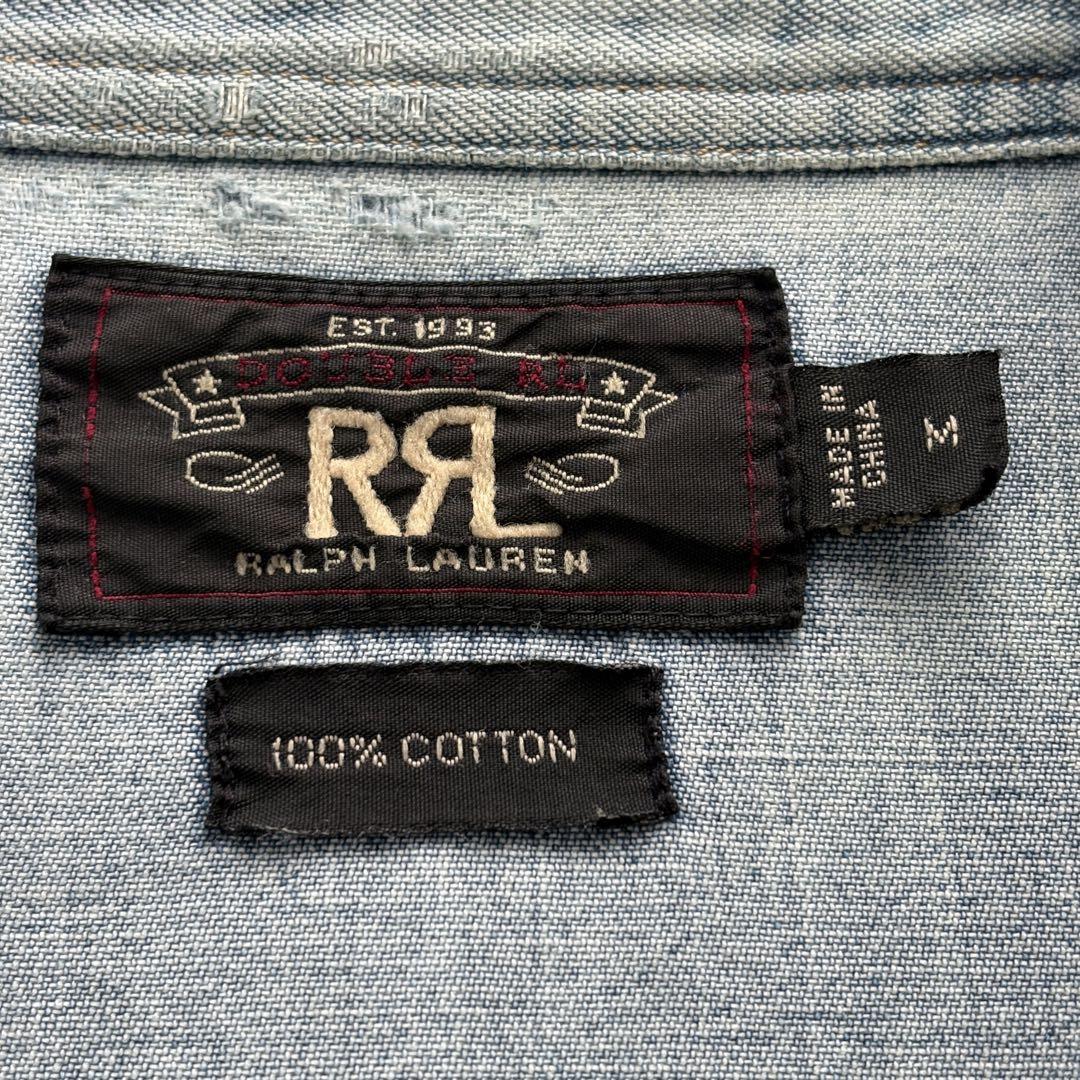 EST. 1993
DOUBLE RL
RRL
RALPH LAUREN
MADE IN
CHINA
M
100% COTTON